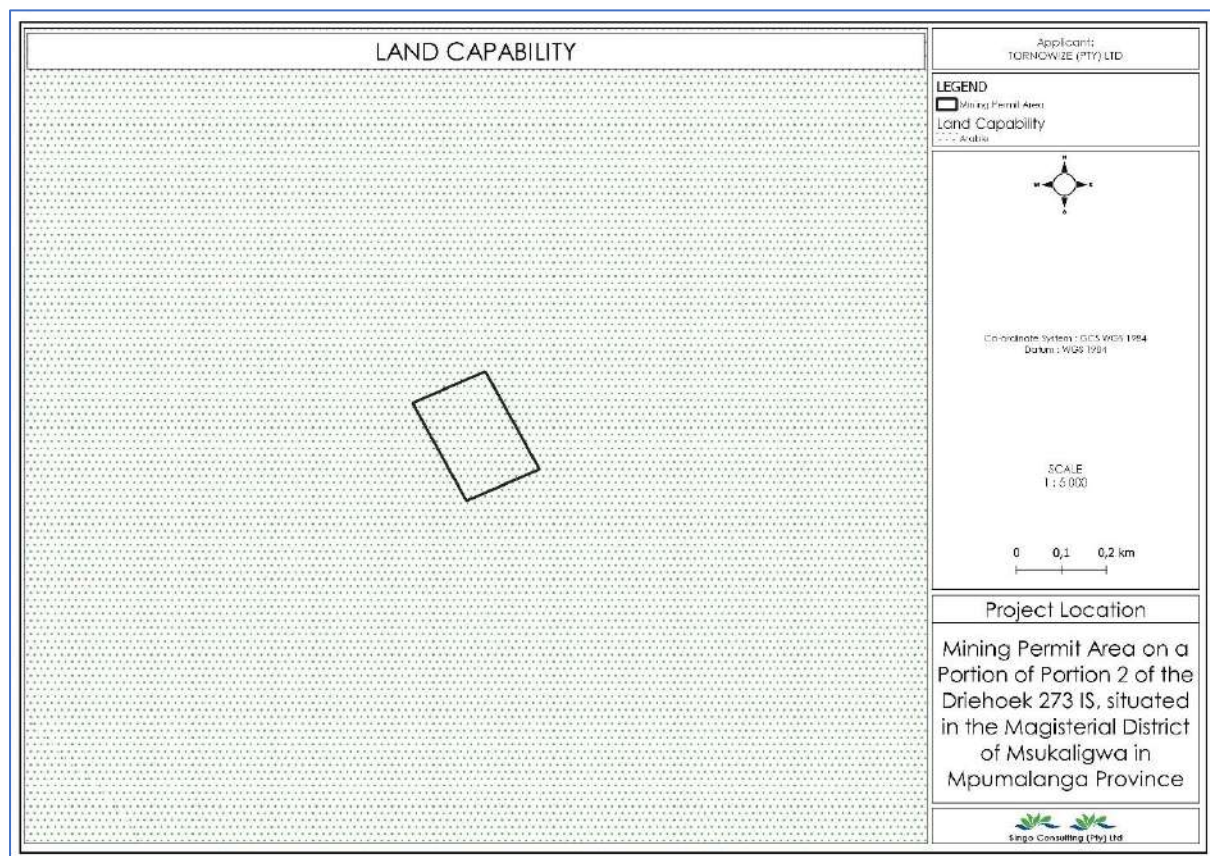 LAND CAPABILITY
Applicant:
TORNOWIZE (PTY) LTD
LEGEND
Mining Permit Area
Land Capability
Arable
N
W
E
S
Co-ordinate System : GCS WGS 1984
Datum : WGS 1984
SCALE
1 : 5 000
0 0,1 0,2 km
Project Location
Mining Permit Area on a
Portion of Portion 2 of the
Driehoek 273 IS, situated
in the Magisterial District
of Msukaligwa in
Mpumalanga Province
Singo Consulting (Pty) Ltd